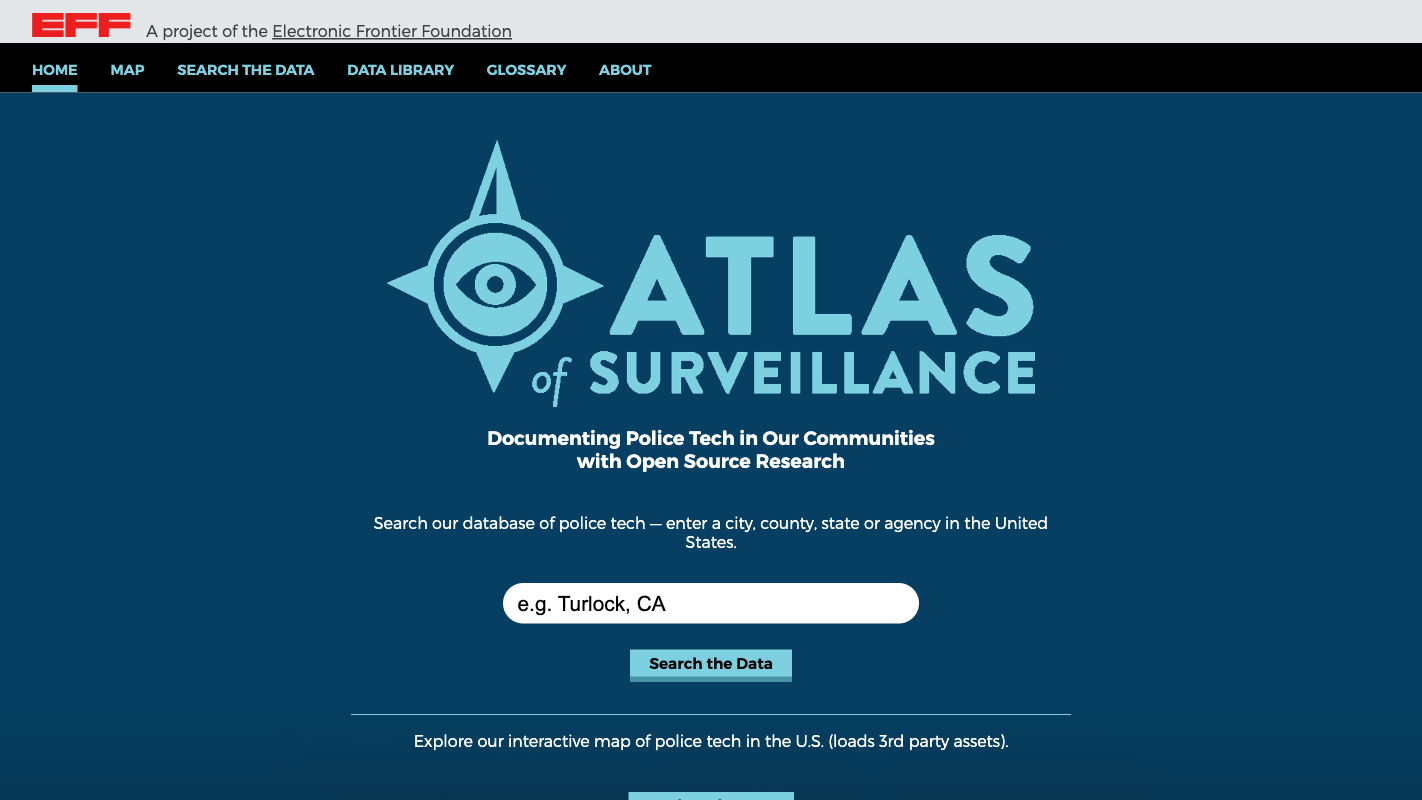 EFF A project of the Electronic Frontier Foundation
HOME MAP SEARCH THE DATA DATA LIBRARY GLOSSARY ABOUT
ATLAS
of SURVEILLANCE
Documenting Police Tech in Our Communities
with Open Source Research
Search our database of police tech — enter a city, county, state or agency in the United
States.
e.g. Turlock, CA
Search the Data
Explore our interactive map of police tech in the U.S. (loads 3rd party assets).